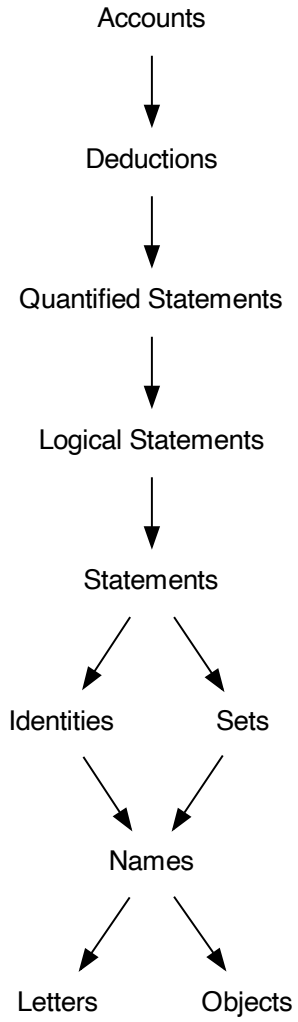 Accounts
Deductions
Quantified Statements
Logical Statements
Statements
Identities
Sets
Names
Letters
Objects